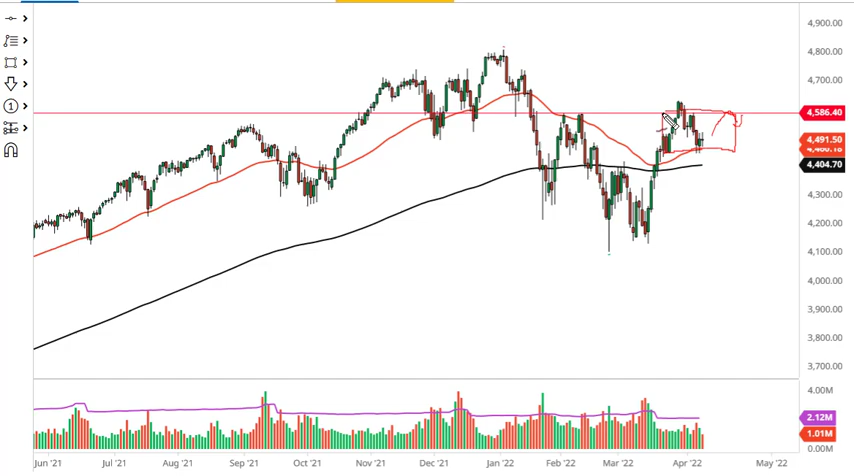 4,900.00
4,800.00
4,700.00
4,586.40
4,491.50
4,404.70
4,300.00
4,200.00
4,100.00
4,000.00
3,900.00
3,800.00
3,700.00
4.00M
2.12M
1.01M
0.00M
Jun '21
Jul '21
Aug '21
Sep '21
Oct '21
Nov '21
Dec '21
Jan '22
Feb '22
Mar '22
Apr '22
May '22
1